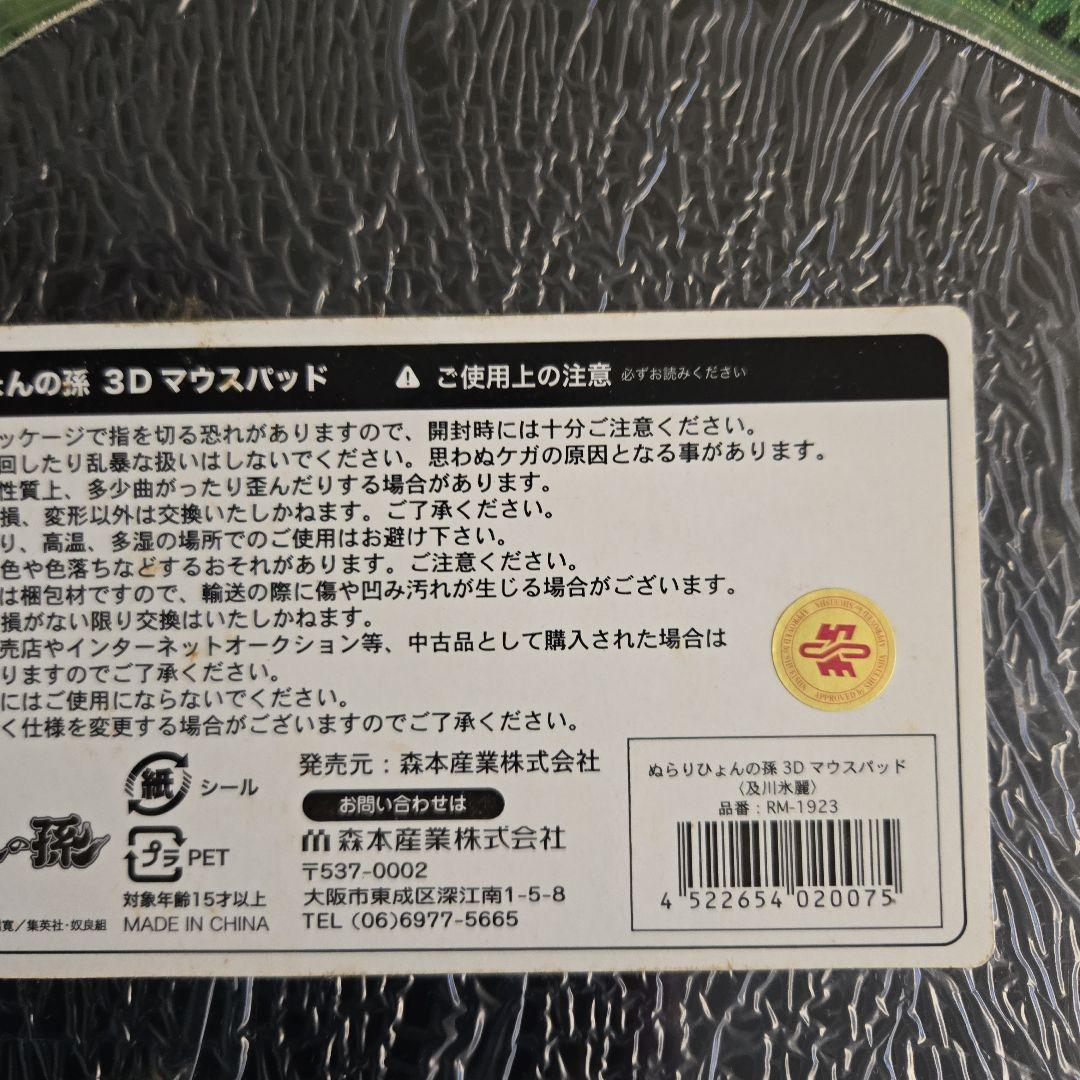 ょんの孫 3D マウスパッド ご使用上の注意 必ずお読みください
ッケージで指を切る恐れがありますので、開封時には十分ご注意ください。
回したり乱暴な扱いはしないでください。思わぬケガの原因となる事があります。
性質上、多少曲がったり歪んだりする場合があります。
損、変形以外は交換いたしかねます。ご了承ください。
り、高温、多湿の場所でのご使用はお避け下さい。
色や色落ちなどするおそれがあります。ご注意ください。
は梱包材ですので、輸送の際に傷や凹み汚れが生じる場合がございます。
損がない限り交換はいたしかねます。
売店やインターネットオークション等、中古品として購入された場合は
りますのでご了承ください。
にはご使用にならないでください。
く仕様を変更する場合がございますのでご了承ください。
紙 シール
の孫
プラ PET
対象年齢15才以上
寛／集英社・奴良組 MADE IN CHINA
発売元：森本産業株式会社
お問い合わせは
森本産業株式会社
〒537-0002
大阪市東成区深江南1-5-8
TEL (06)6977-5665
APPROVED by SHUEISHA
ぬらりひょんの孫 3D マウスパッド
〈及川氷麗〉
品番：RM-1923
4 522654 020075